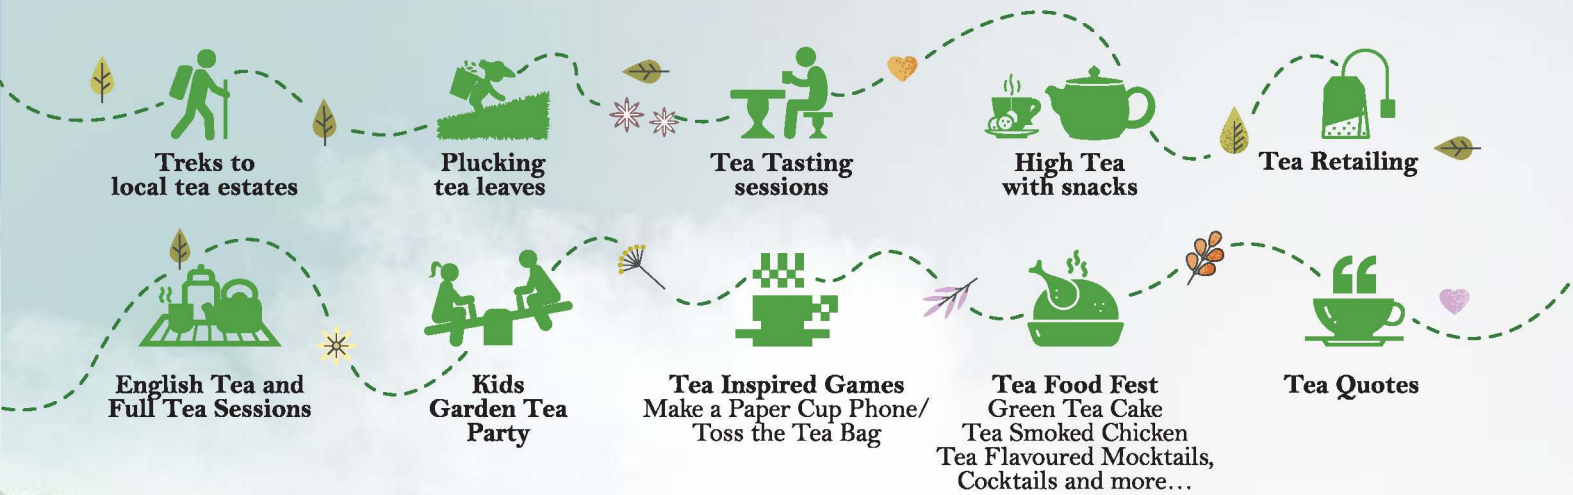 Treks to
local tea estates
Plucking
tea leaves
Tea Tasting
sessions
High Tea
with snacks
Tea Retailing
English Tea and
Full Tea Sessions
Kids
Garden Tea
Party
Tea Inspired Games
Make a Paper Cup Phone/
Toss the Tea Bag
Tea Food Fest
Green Tea Cake
Tea Smoked Chicken
Tea Flavoured Mocktails,
Cocktails and more...
Tea Quotes